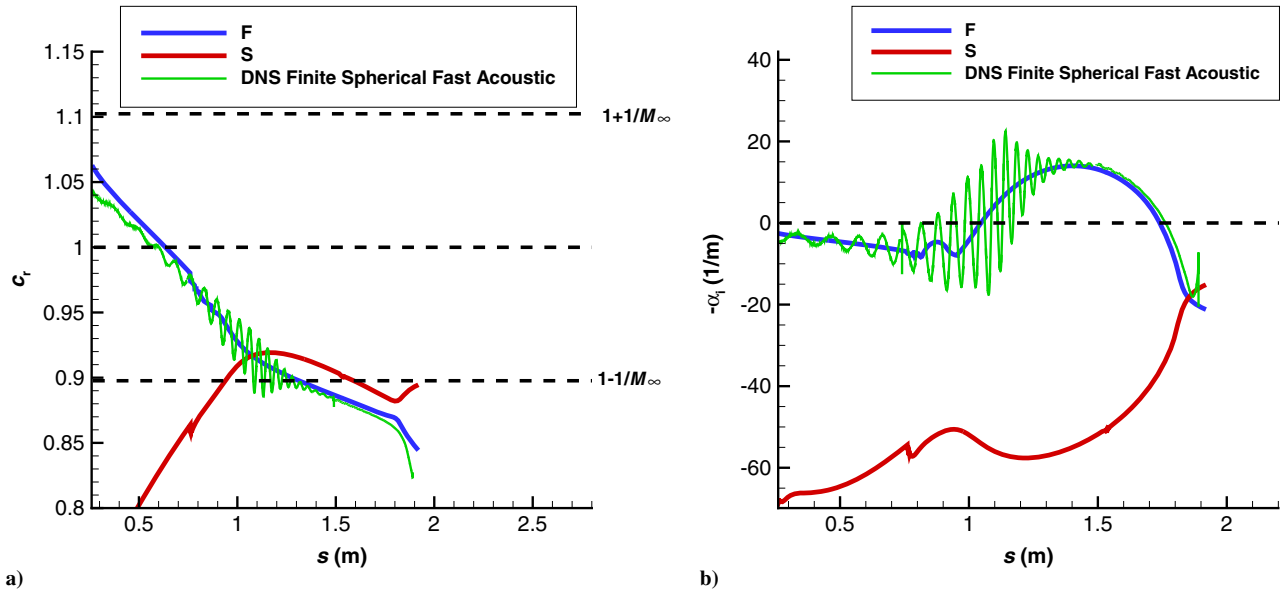 F
S
DNS Finite Spherical Fast Acoustic
1.15
1.1
1.05
1
0.95
0.9
0.85
0.8
c_r
1+1/M∞
1-1/M∞
0.5 1 1.5 2 2.5
s (m)
a)
F
S
DNS Finite Spherical Fast Acoustic
40
20
0
-20
-40
-60
-α_i (1/m)
0.5 1 1.5 2
s (m)
b)